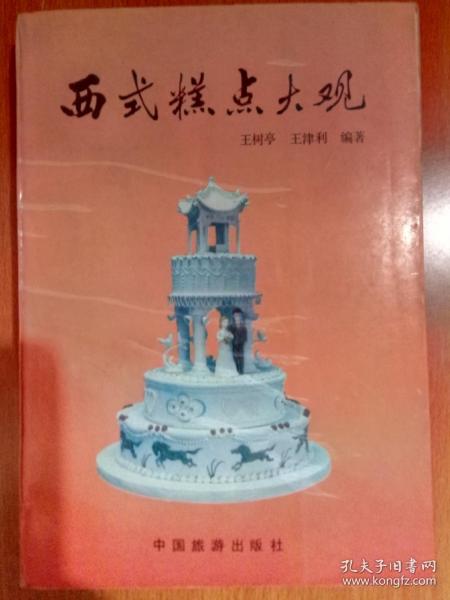 西式糕点大观
王树亭 王津利 编著
中国旅游出版社
孔夫子旧书网
www.kongfz.com